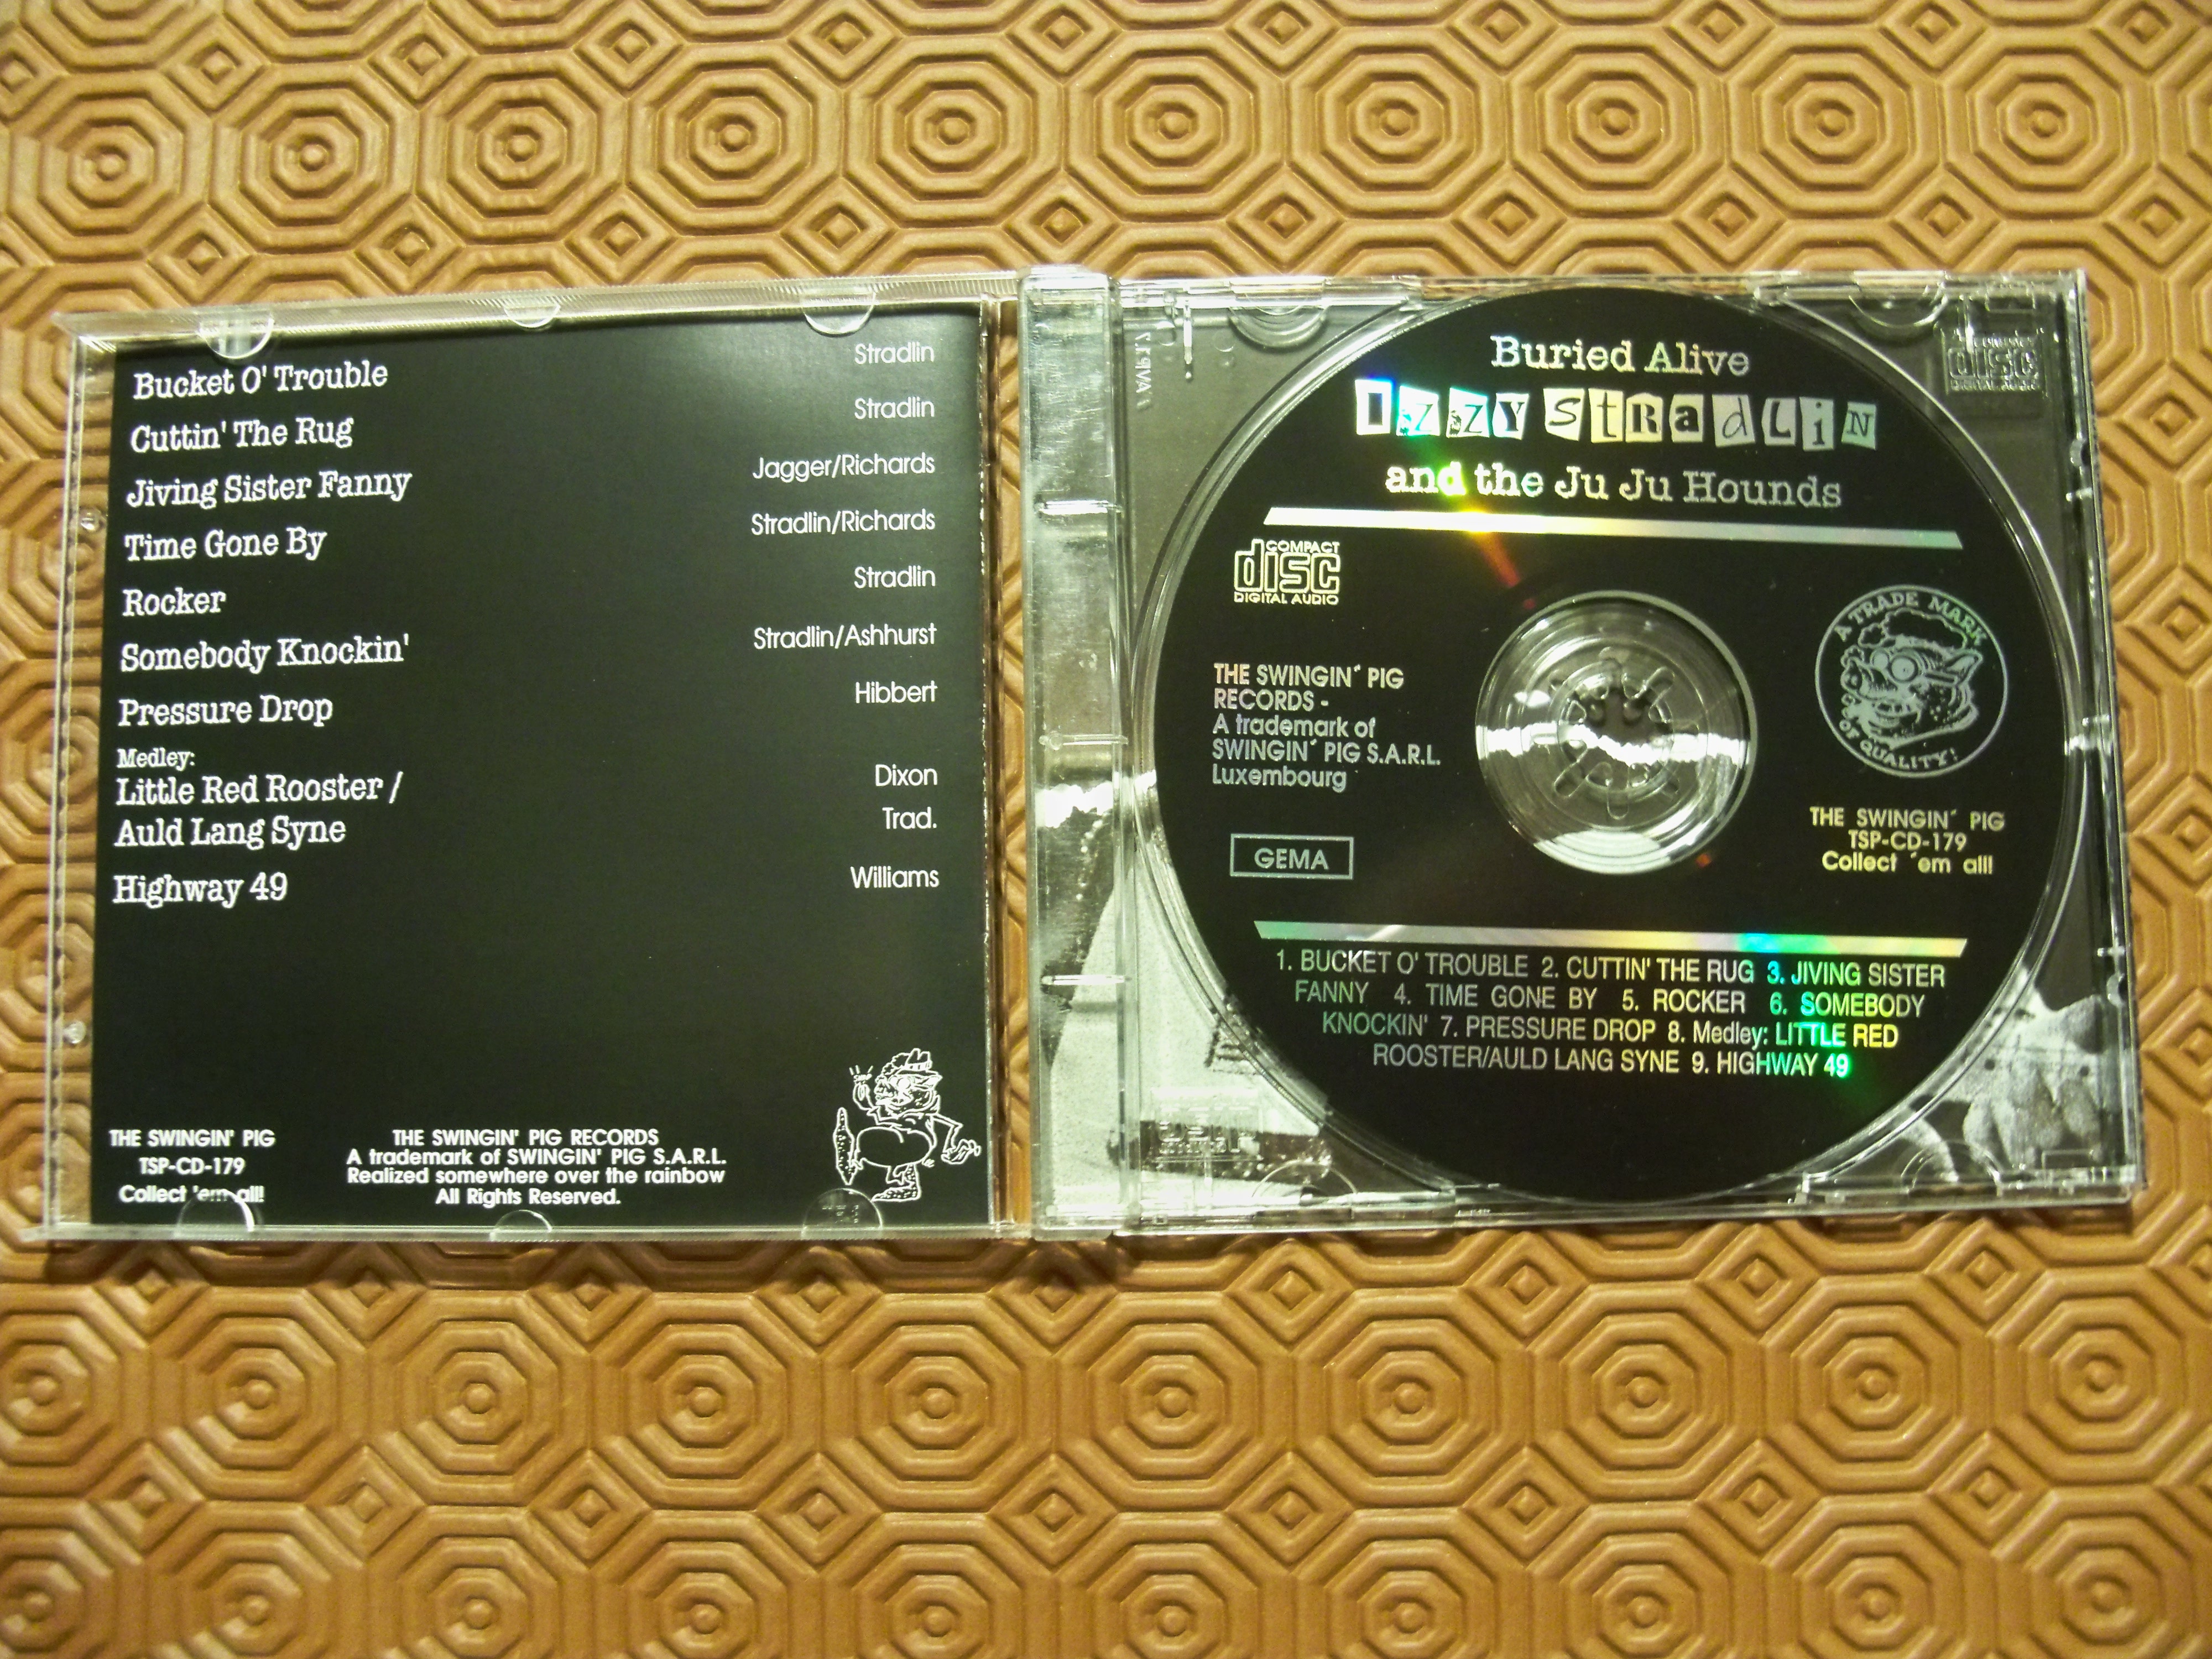 Bucket O' Trouble Stradlin
Cuttin' The Rug Stradlin
Jiving Sister Fanny Jagger/Richards
Time Gone By Stradlin/Richards
Rocker Stradlin
Somebody Knockin' Stradlin/Ashhurst
Pressure Drop Hibbert
Medley:
Little Red Rooster / Dixon
Auld Lang Syne Trad.
Highway 49 Williams
THE SWINGIN' PIG
TSP-CD-179
Collect 'em all!
THE SWINGIN' PIG RECORDS
A trademark of SWINGIN' PIG S.A.R.L.
Realized somewhere over the rainbow
All Rights Reserved.
Buried Alive
Izzy Stradlin
and the Ju Ju Hounds
COMPACT
disc
DIGITAL AUDIO
THE SWINGIN´ PIG
RECORDS -
A trademark of
SWINGIN´ PIG S.A.R.L.
Luxembourg
GEMA
A TRADE MARK
OF QUALITY!
THE SWINGIN´ PIG
TSP-CD-179
Collect ´em all!
1. BUCKET O' TROUBLE 2. CUTTIN' THE RUG 3. JIVING SISTER
FANNY 4. TIME GONE BY 5. ROCKER 6. SOMEBODY
KNOCKIN' 7. PRESSURE DROP 8. Medley: LITTLE RED
ROOSTER/AULD LANG SYNE 9. HIGHWAY 49
COMPACT
disc
DIGITAL AUDIO